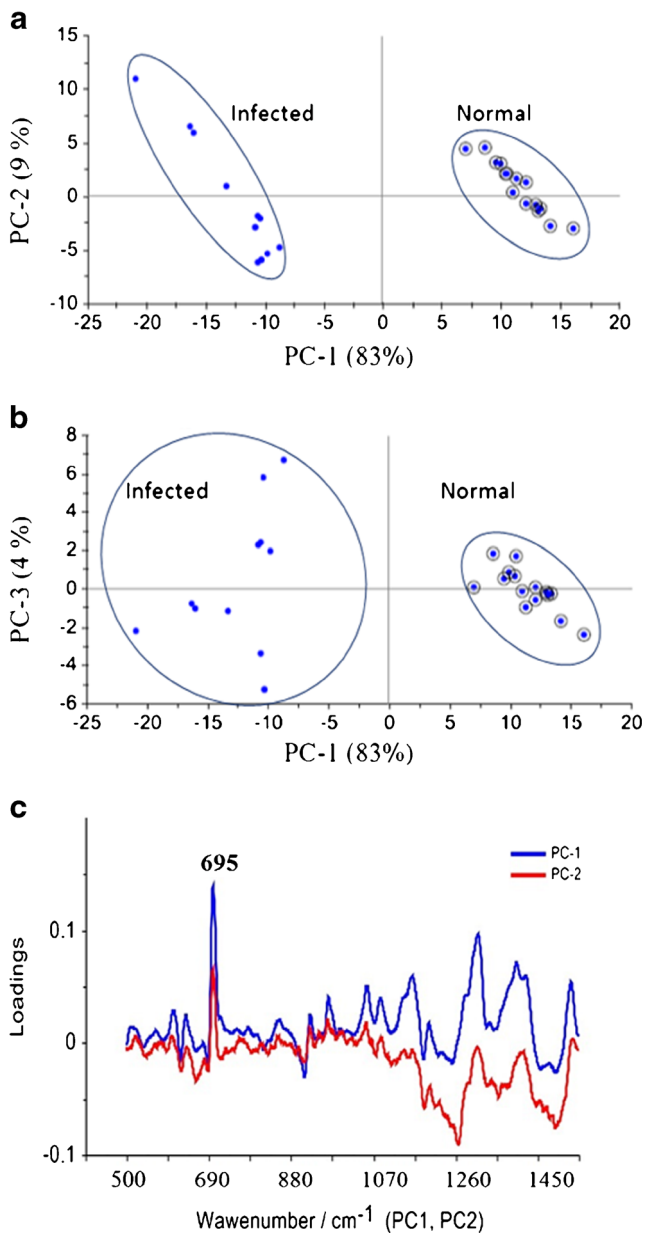 a
15
10
5
0
-5
-10
PC-2 (9 %)
Infected
Normal
-25 -20 -15 -10 -5 0 5 10 15 20
PC-1 (83%)
b
8
6
4
2
0
-2
-4
-6
PC-3 (4 %)
Infected
Normal
-25 -20 -15 -10 -5 0 5 10 15 20
PC-1 (83%)
c
695
PC-1
PC-2
0.1
0
-0.1
Loadings
500 690 880 1070 1260 1450
Wawenumber / cm-1 (PC1, PC2)